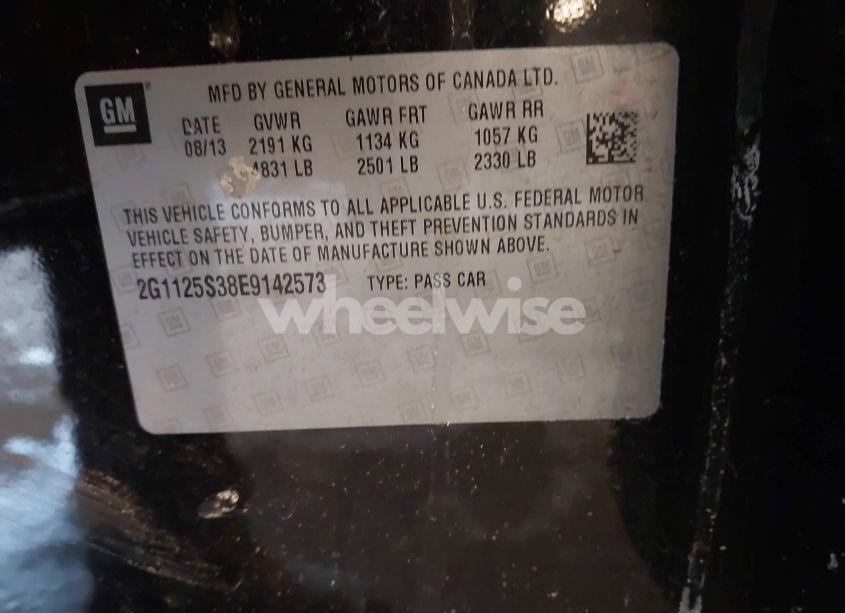 GM
MFD BY GENERAL MOTORS OF CANADA LTD.
DATE GVWR GAWR FRT GAWR RR
08/13 2191 KG 1134 KG 1057 KG
4831 LB 2501 LB 2330 LB
THIS VEHICLE CONFORMS TO ALL APPLICABLE U.S. FEDERAL MOTOR
VEHICLE SAFETY, BUMPER, AND THEFT PREVENTION STANDARDS IN
EFFECT ON THE DATE OF MANUFACTURE SHOWN ABOVE.
2G1125S38E9142573 TYPE: PASS CAR
wheelwise